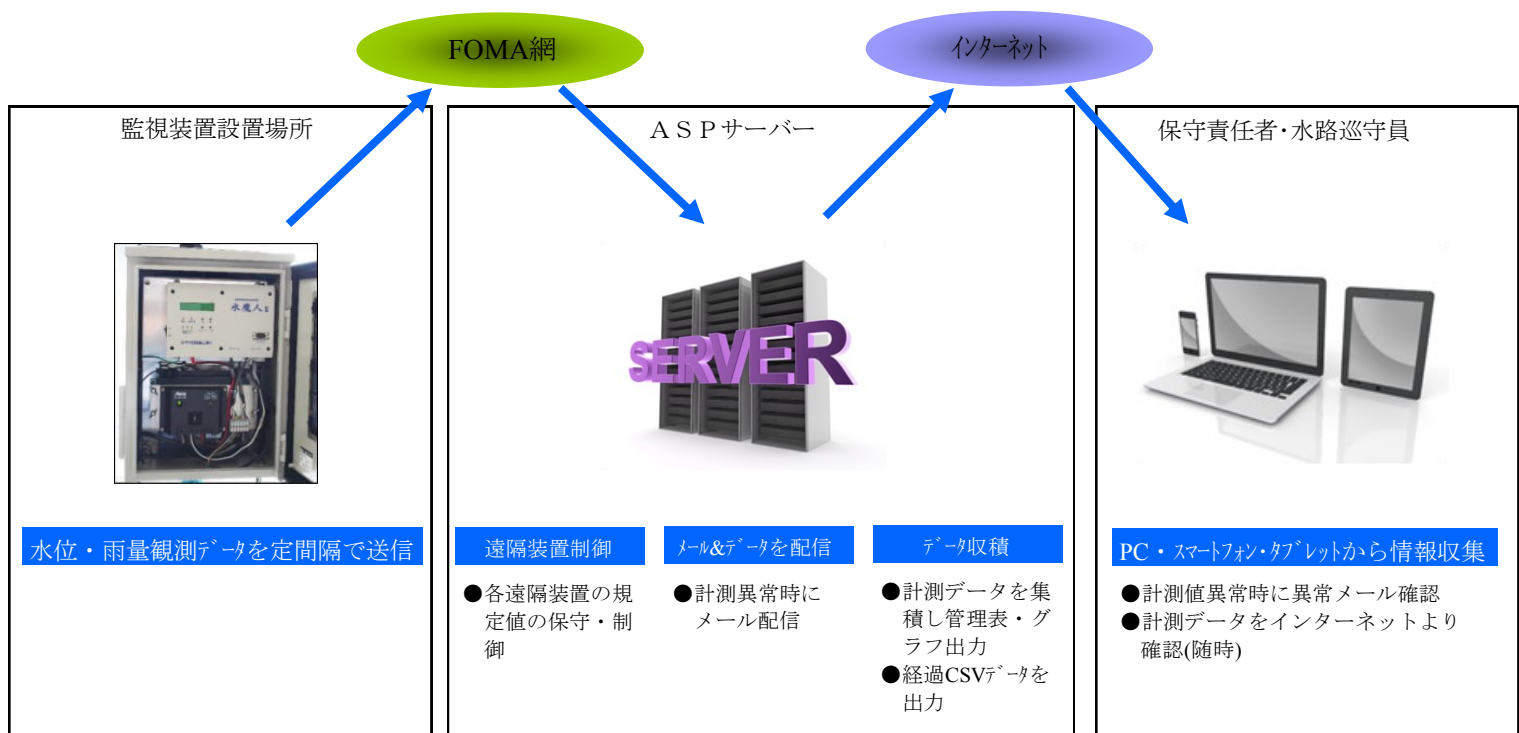 FOMA網
インターネット
監視装置設置場所
ASPサーバー
保守責任者・水路巡守員
水魔人
SERVER
水位・雨量観測データを定間隔で送信
遠隔装置制御
●各遠隔装置の規
定値の保守・制
御
メール&データを配信
●計測異常時に
メール配信
データ収積
●計測データを集
積し管理表・グ
ラフ出力
●経過CSVデータを
出力
PC・スマートフォン・タブレットから情報収集
●計測値異常時に異常メール確認
●計測データをインターネットより
確認(随時)